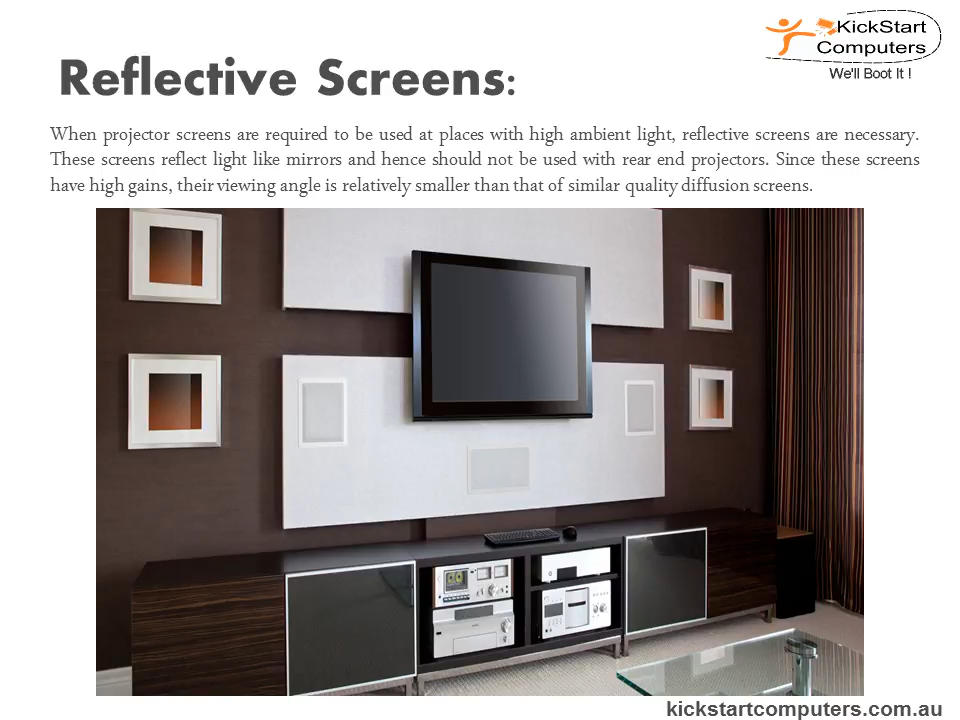 KickStart
Computers
We'll Boot It !
Reflective Screens:
When projector screens are required to be used at places with high ambient light, reflective screens are necessary.
These screens reflect light like mirrors and hence should not be used with rear end projectors. Since these screens
have high gains, their viewing angle is relatively smaller than that of similar quality diffusion screens.
kickstartcomputers.com.au